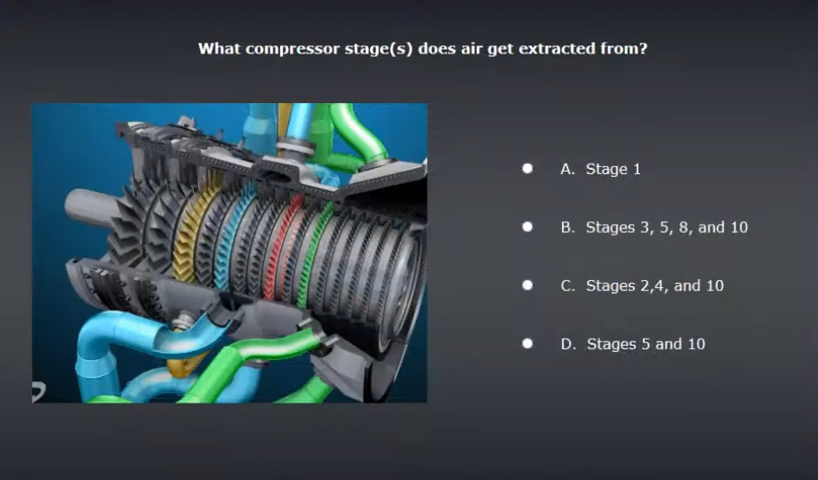 What compressor stage(s) does air get extracted from?
A. Stage 1
B. Stages 3, 5, 8, and 10
C. Stages 2,4, and 10
D. Stages 5 and 10